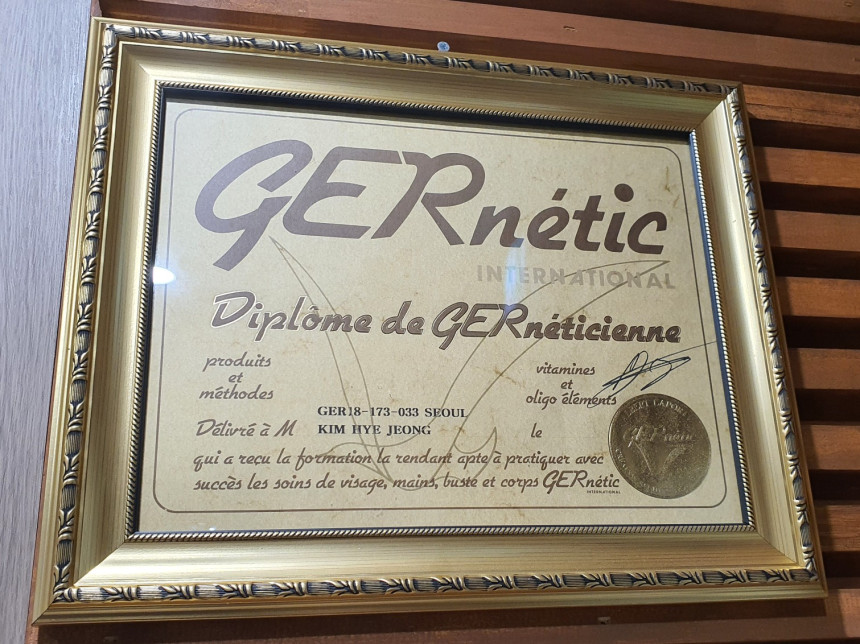 GERnétic
INTERNATIONAL
Diplôme de GERnéticienne
produits
et
méthodes
vitamines
et
oligo éléments
GER18-173-033 SEOUL
Délivré à M KIM HYE JEONG le
qui a reçu la formation la rendant apte à pratiquer avec
succès les soins de visage, mains, buste et corps GERnétic
INTERNATIONAL
GERnétic